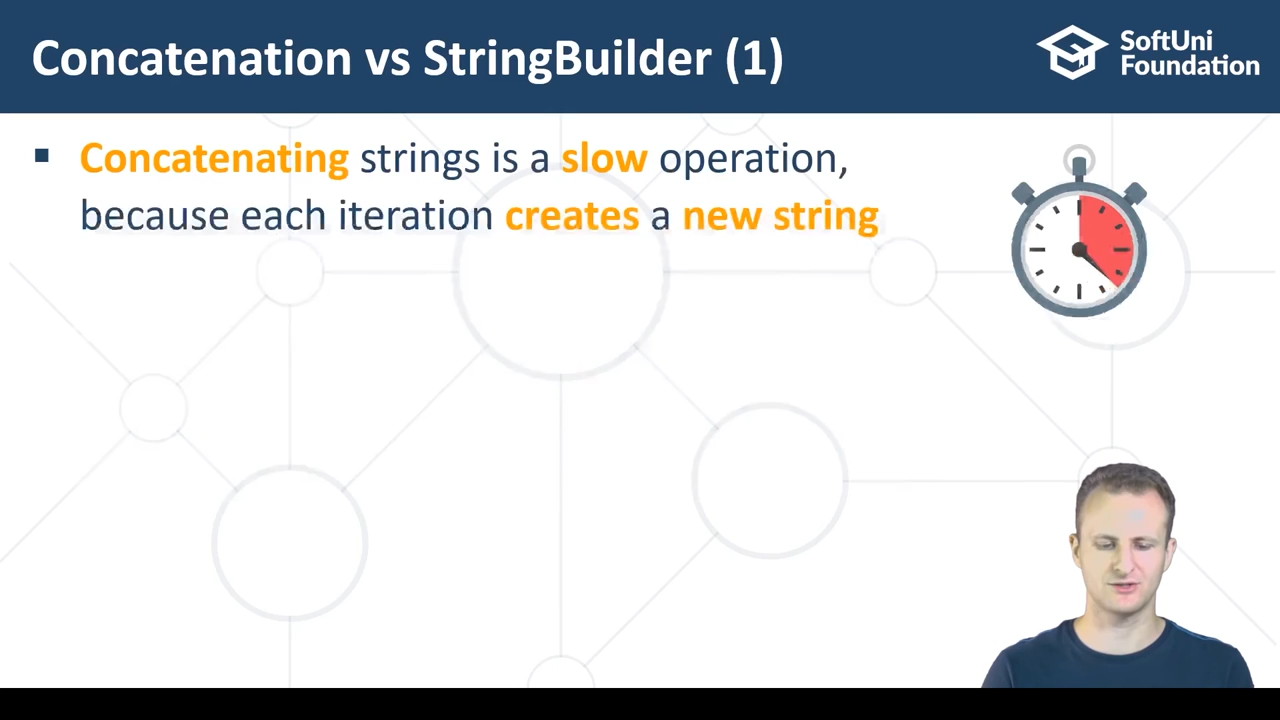 Concatenation vs StringBuilder (1)
SoftUni
Foundation
Concatenating strings is a slow operation,
because each iteration creates a new string